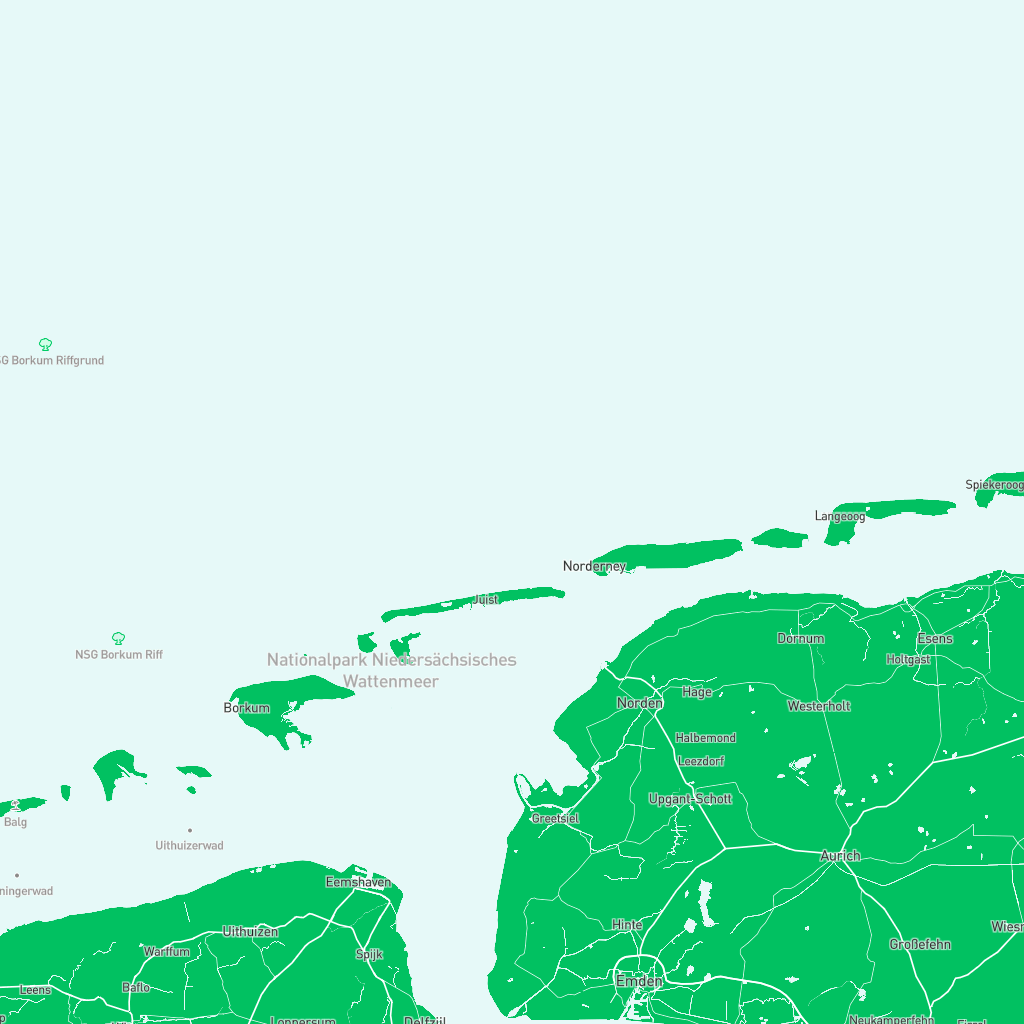 G Borkum Riffgrund
Spiekeroog
Langeoog
Norderney
Juist
Dornum
Esens
NSG Borkum Riff
Holtgast
Nationalpark Niedersächsisches
Wattenmeer
Hage
Norden
Westerholt
Borkum
Halbemond
Leezdorf
Upgant-Schott
Balg
Greetsiel
Uithuizerwad
Aurich
Eemshaven
ningerwad
Hinte
Wiesm
Uithuizen
Großefehn
Warffum
Spijk
Emden
Baflo
Leens
Neukamperfehn
Loppersum
Delfzijl